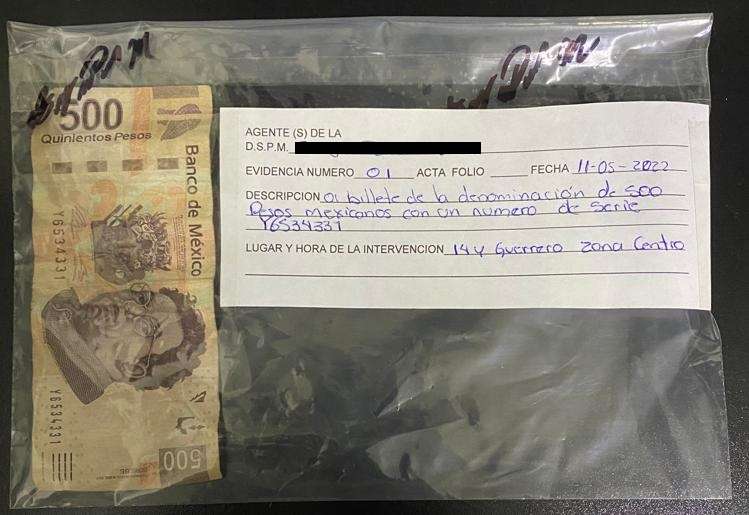 500
Quinientos Pesos
Banco de México
Y6534331
Y6534331
500
AGENTE (S) DE LA
D.S.P.M.
EVIDENCIA NUMERO 01 ACTA FOLIO FECHA 11-05-2022
DESCRIPCION 01 billete de la denominación de 500
Pesos mexicanos con un numero de serie
Y6534331
LUGAR Y HORA DE LA INTERVENCION 14 y Guerrero Zona Centro